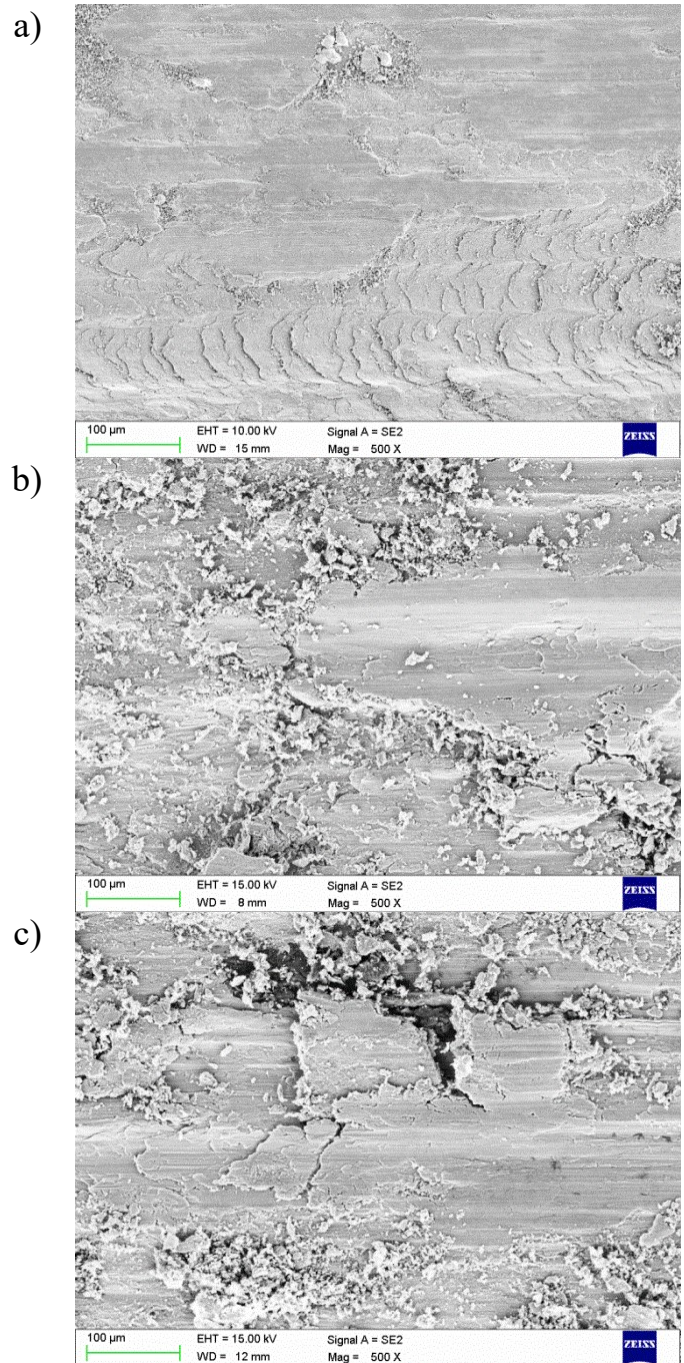 a)
100 µm EHT = 10.00 kV Signal A = SE2 ZEISS
WD = 15 mm Mag = 500 X
b)
100 µm EHT = 15.00 kV Signal A = SE2 ZEISS
WD = 8 mm Mag = 500 X
c)
100 µm EHT = 15.00 kV Signal A = SE2 ZEISS
WD = 12 mm Mag = 500 X